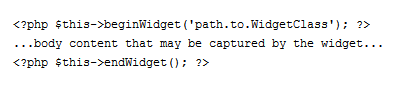 <?php $this->beginWidget('path.to.WidgetClass'); ?>
...body content that may be captured by the widget...
<?php $this->endWidget(); ?>